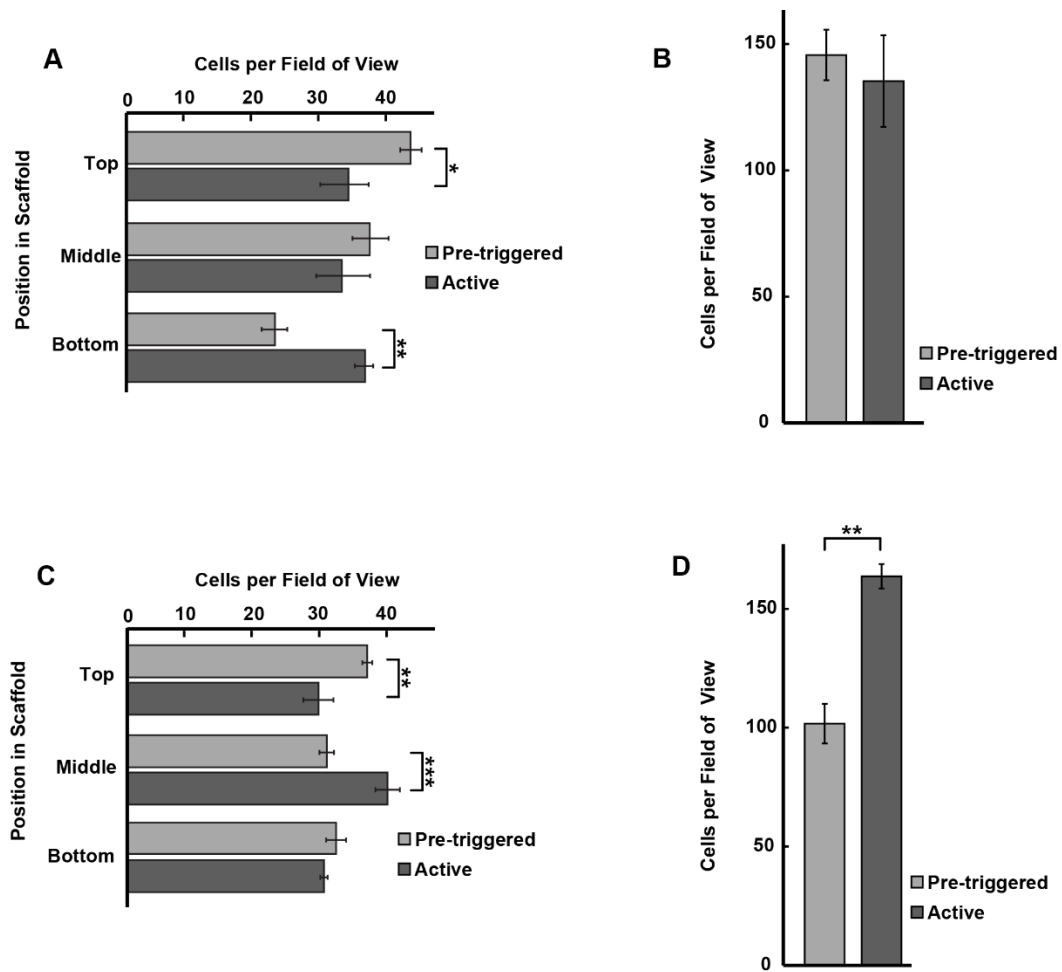 A
Cells per Field of View
0 10 20 30 40
Position in Scaffold
Top
Middle
Bottom
*
**
Pre-triggered
Active
B
Cells per Field of View
150
100
50
0
Pre-triggered
Active
C
Cells per Field of View
0 10 20 30 40
Position in Scaffold
Top
Middle
Bottom
**
***
Pre-triggered
Active
D
**
Cells per Field of View
150
100
50
0
Pre-triggered
Active